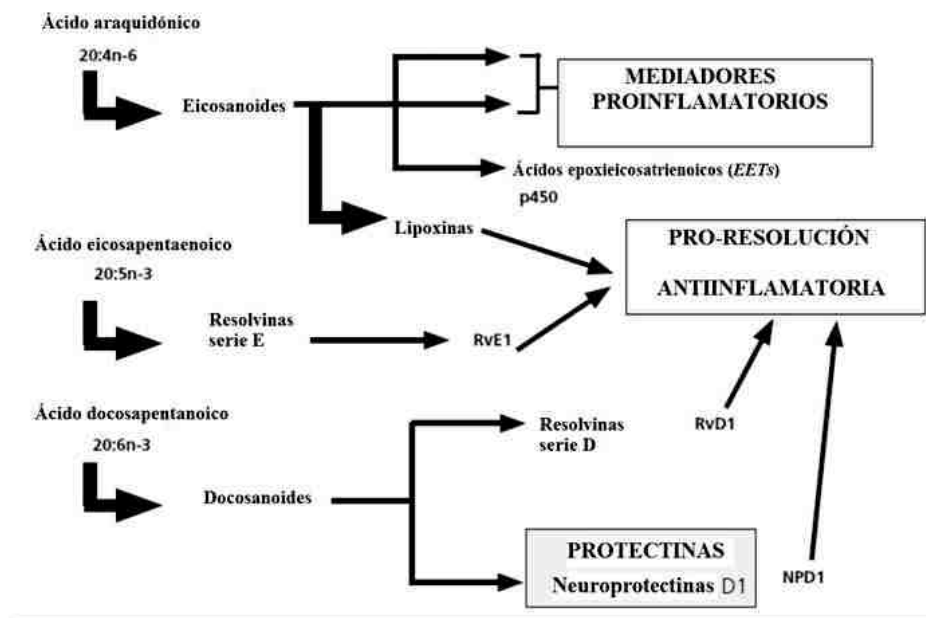 Ácido araquidónico
20:4n-6
Eicosanoides
MEDIADORES
PROINFLAMATORIOS
Ácidos epoxieicosatrienoicos (EETs)
p450
Lipoxinas
PRO-RESOLUCIÓN
ANTIINFLAMATORIA
Ácido eicosapentaenoico
20:5n-3
Resolvinas
serie E
RvE1
Ácido docosapentanoico
20:6n-3
Docosanoides
Resolvinas
serie D
RvD1
PROTECTINAS
Neuroprotectinas D1
NPD1